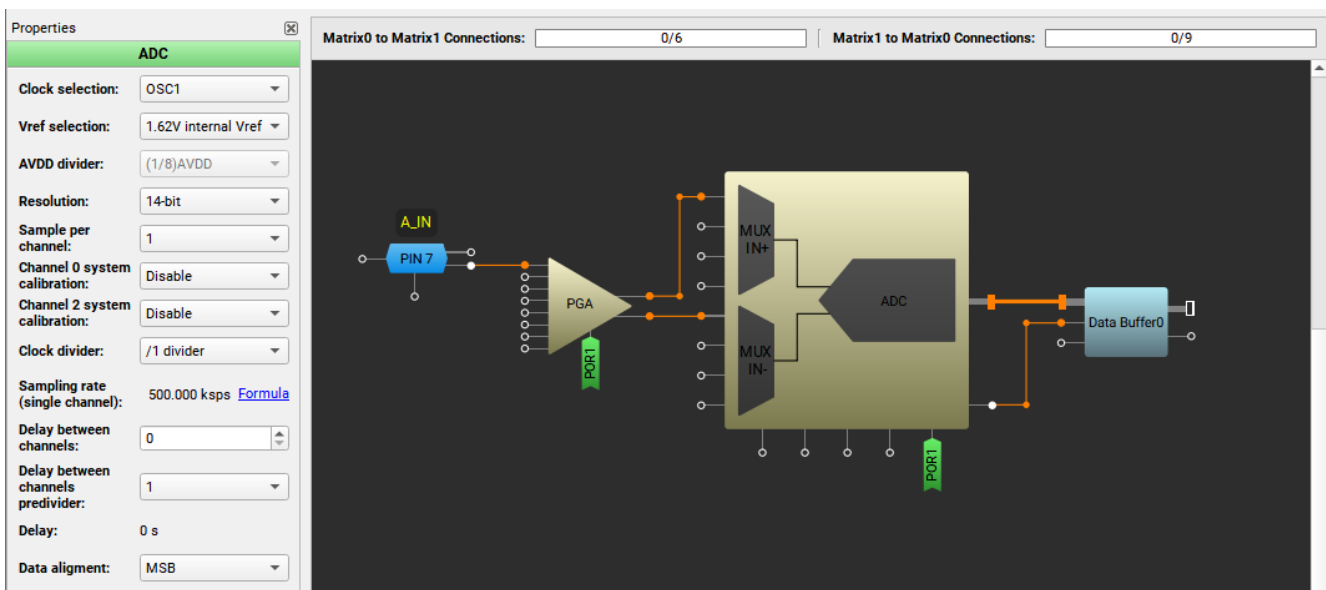 Properties
ADC
Clock selection: OSC1
Vref selection: 1.62V internal Vref
AVDD divider: (1/8)AVDD
Resolution: 14-bit
Sample per
channel: 1
Channel 0 system
calibration: Disable
Channel 2 system
calibration: Disable
Clock divider: /1 divider
Sampling rate
(single channel): 500.000 ksps Formula
Delay between
channels: 0
Delay between
channels
predivider: 1
Delay: 0 s
Data aligment: MSB
Matrix0 to Matrix1 Connections: 0/6
Matrix1 to Matrix0 Connections: 0/9
A_IN
PIN 7
PGA
POR1
MUX
IN+
MUX
IN-
ADC
POR1
Data Buffer0